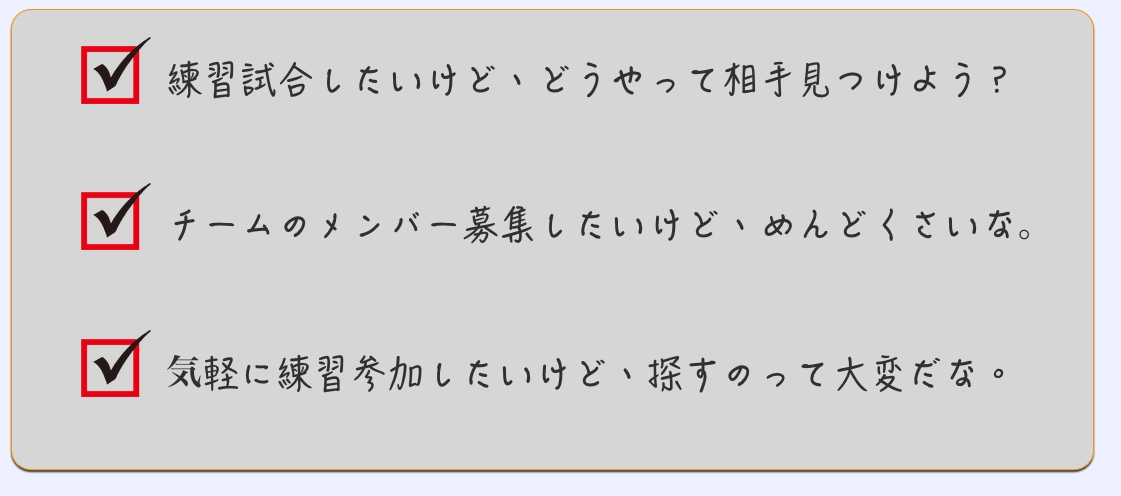 練習試合したいけど、どうやって相手見つけよう？
チームのメンバー募集したいけど、めんどくさいな。
気軽に練習参加したいけど、探すのって大変だな。